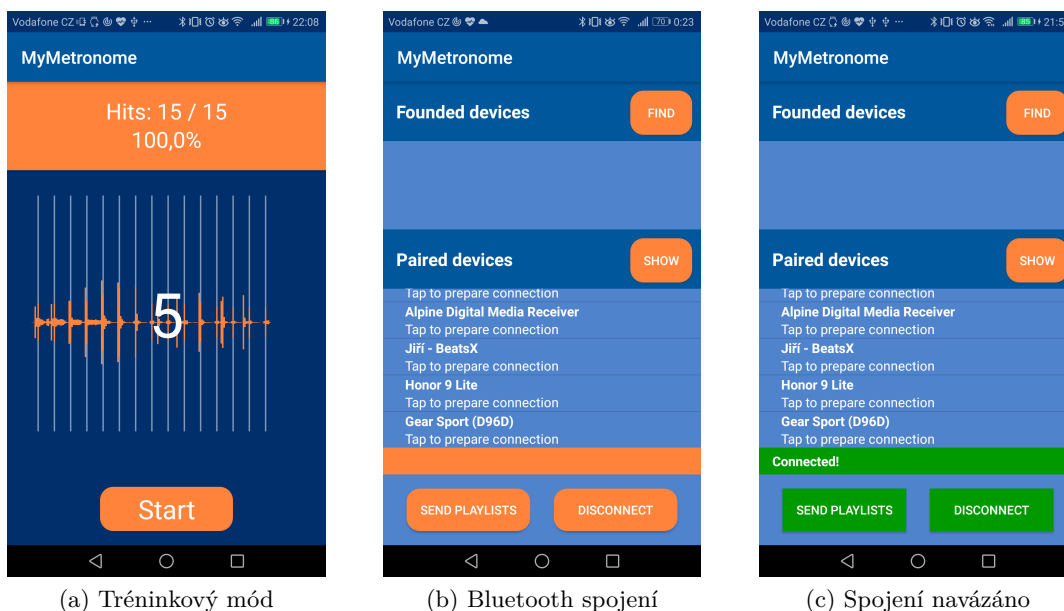 Vodafone CZ 86 22:08
MyMetronome
Hits: 15 / 15
100,0%
5
Start
(a) Tréninkový mód
Vodafone CZ 70 0:23
MyMetronome
Founded devices
FIND
Paired devices
SHOW
Tap to prepare connection
Alpine Digital Media Receiver
Tap to prepare connection
Jiří - BeatsX
Tap to prepare connection
Honor 9 Lite
Tap to prepare connection
Gear Sport (D96D)
Tap to prepare connection
SEND PLAYLISTS
DISCONNECT
(b) Bluetooth spojení
Vodafone CZ 21:5
MyMetronome
Founded devices
FIND
Paired devices
SHOW
Tap to prepare connection
Alpine Digital Media Receiver
Tap to prepare connection
Jiří - BeatsX
Tap to prepare connection
Honor 9 Lite
Tap to prepare connection
Gear Sport (D96D)
Tap to prepare connection
Connected!
SEND PLAYLISTS
DISCONNECT
(c) Spojení navázáno